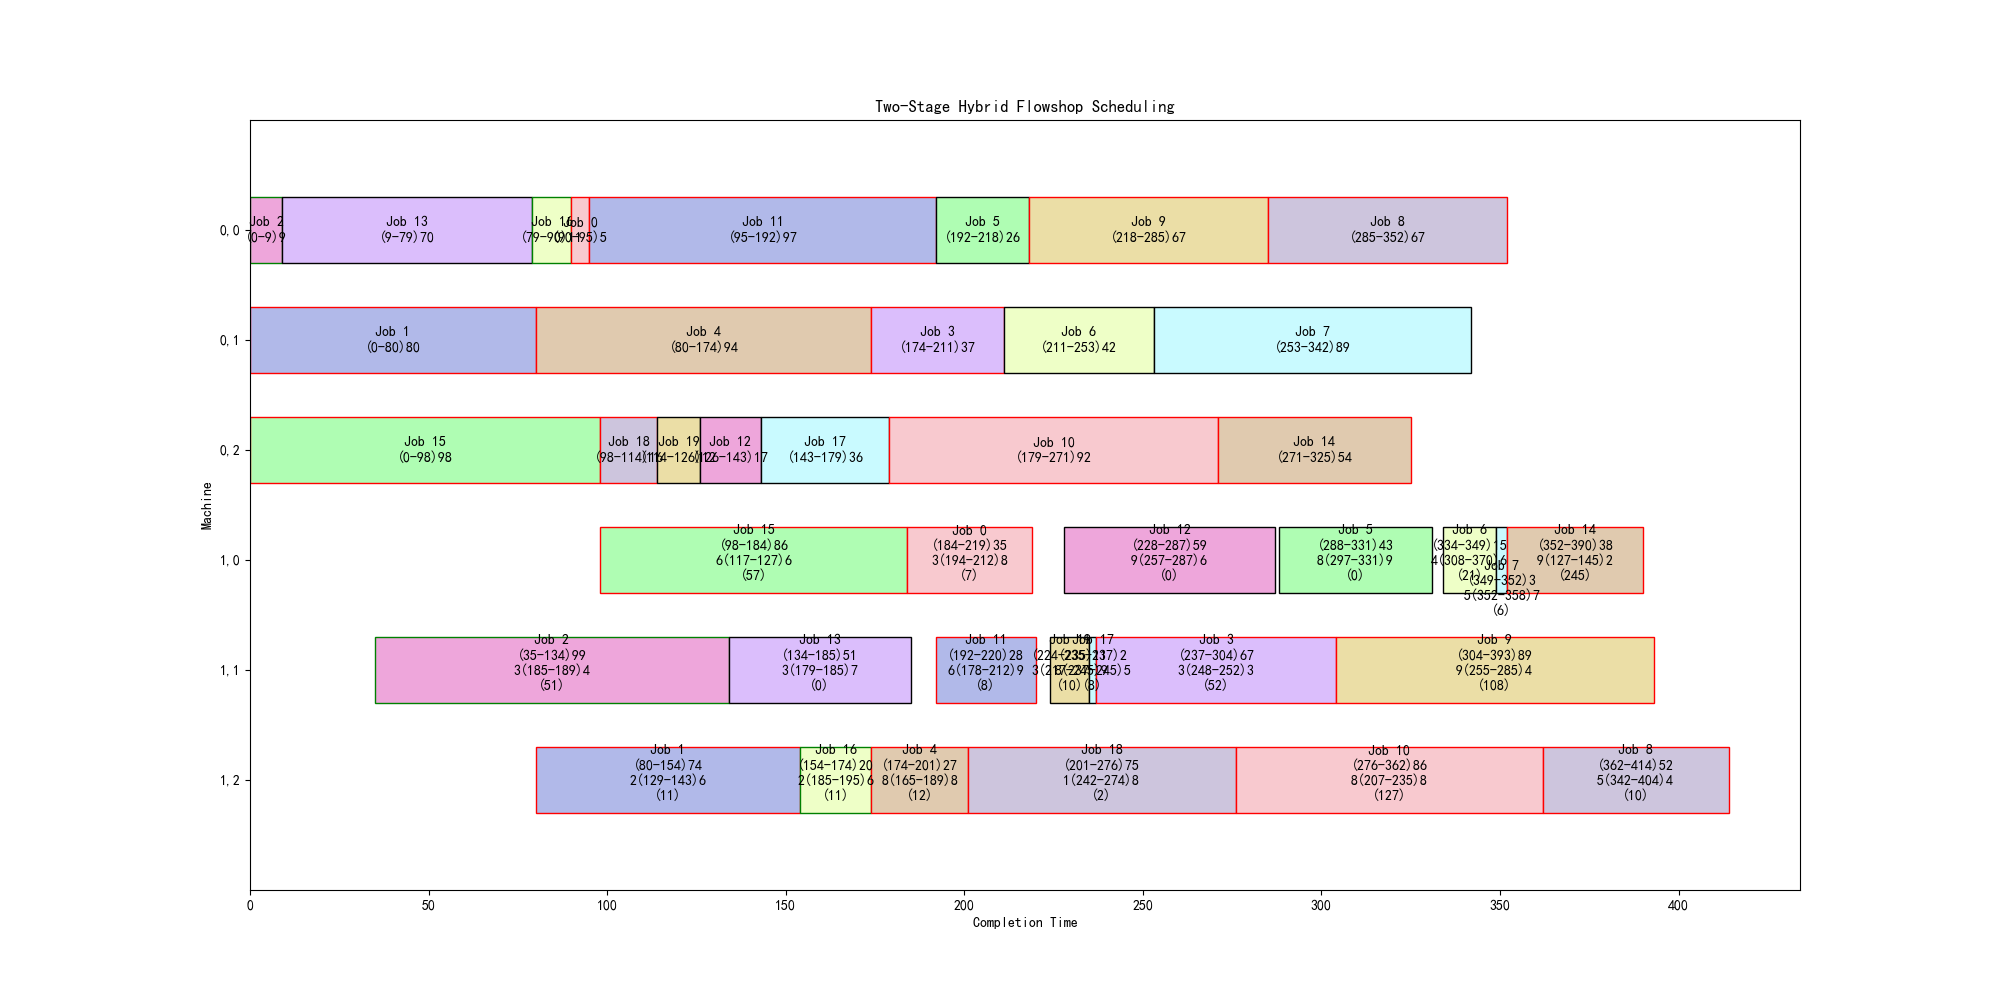 Two-Stage Hybrid Flowshop Scheduling
Job 2
(0-9)9
Job 13
(9-79)70
Job 16
Job 0
(90-95)5
Job 11
(95-192)97
Job 5
(192-218)26
Job 9
(218-285)67
Job 8
(285-352)67
0,0
Job 1
(0-80)80
Job 4
(80-174)94
Job 3
(174-211)37
Job 6
(211-253)42
Job 7
(253-342)89
0,1
Job 15
(0-98)98
Job 18
(98-114)16
Job 19
(114-126)12
Job 12
(126-143)17
Job 17
(143-179)36
Job 10
(179-271)92
Job 14
(271-325)54
0,2
Job 15
(98-184)86
6(117-127)6
(57)
Job 0
(184-219)35
3(194-212)8
(7)
Job 12
(228-287)59
9(257-287)6
(0)
Job 5
(288-331)43
8(297-331)9
(0)
Job 6
(334-349)15
4(308-370)6
(21)
Job 7
(349-352)3
5(352-358)7
(6)
Job 14
(352-390)38
9(127-145)2
(245)
1,0
Job 2
(35-134)99
3(185-189)4
(51)
Job 13
(134-185)51
3(179-185)7
(0)
Job 11
(192-220)28
6(178-212)9
(8)
Job 19
(10)
Job 17
(235-237)2
(8)
Job 3
(237-304)67
3(248-252)3
(52)
Job 9
(304-393)89
9(255-285)4
(108)
1,1
Job 1
(80-154)74
2(129-143)6
(11)
Job 16
(154-174)20
2(185-195)6
(11)
Job 4
(174-201)27
8(165-189)8
(12)
Job 18
(201-276)75
1(242-274)8
(2)
Job 10
(276-362)86
8(207-235)8
(127)
Job 8
(362-414)52
5(342-404)4
(10)
1,2
Machine
0 50 100 150 200 250 300 350 400
Completion Time